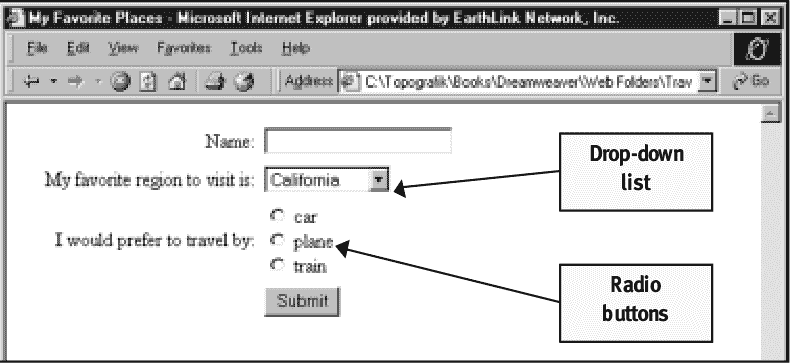 My Favorite Places - Microsoft Internet Explorer provided by EarthLink Network, Inc.
File Edit View Favorites Tools Help
Address C:\Topografik\Books\Dreamweaver\Web Folders\Trav Go
Name:
My favorite region to visit is: California
Drop-down
list
car
I would prefer to travel by: plane
train
Radio
buttons
Submit